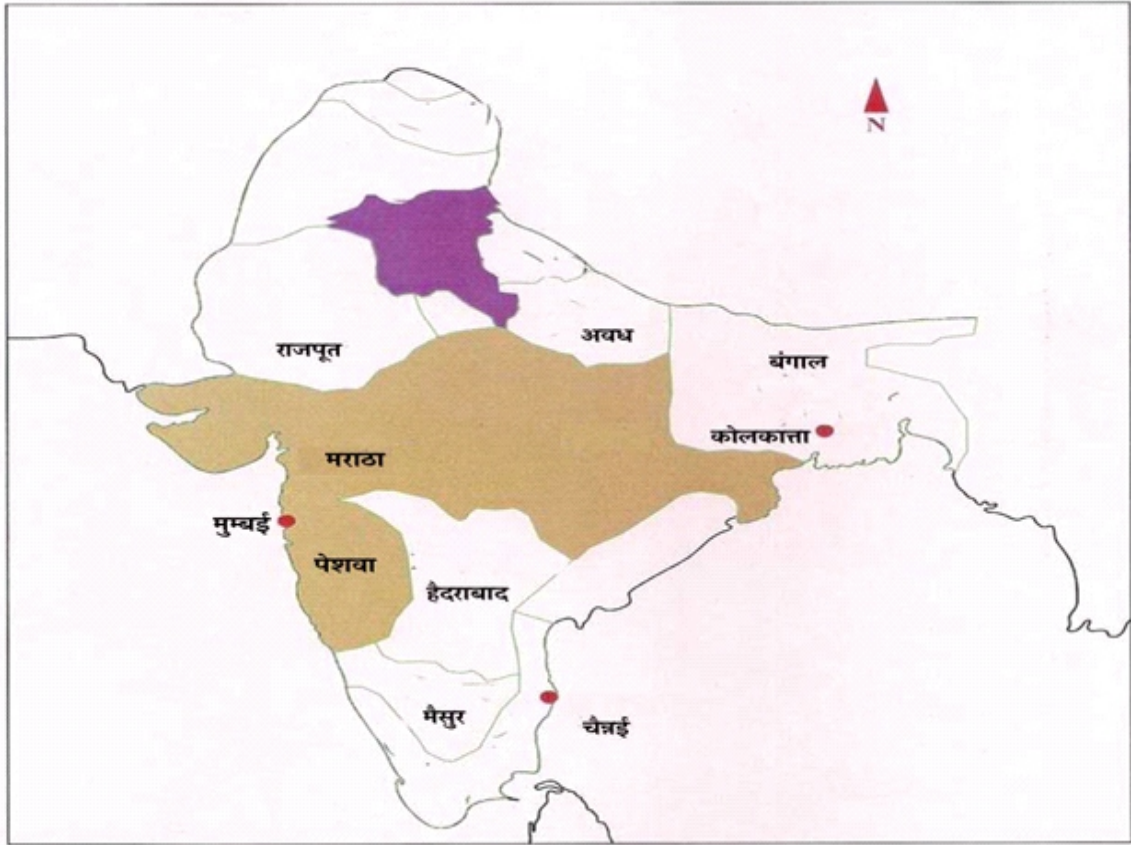 N
राजपूत
अवध
बंगाल
कोलकात्ता
मराठा
मुम्बई
पेशवा
हैदराबाद
मैसुर
चैन्नई